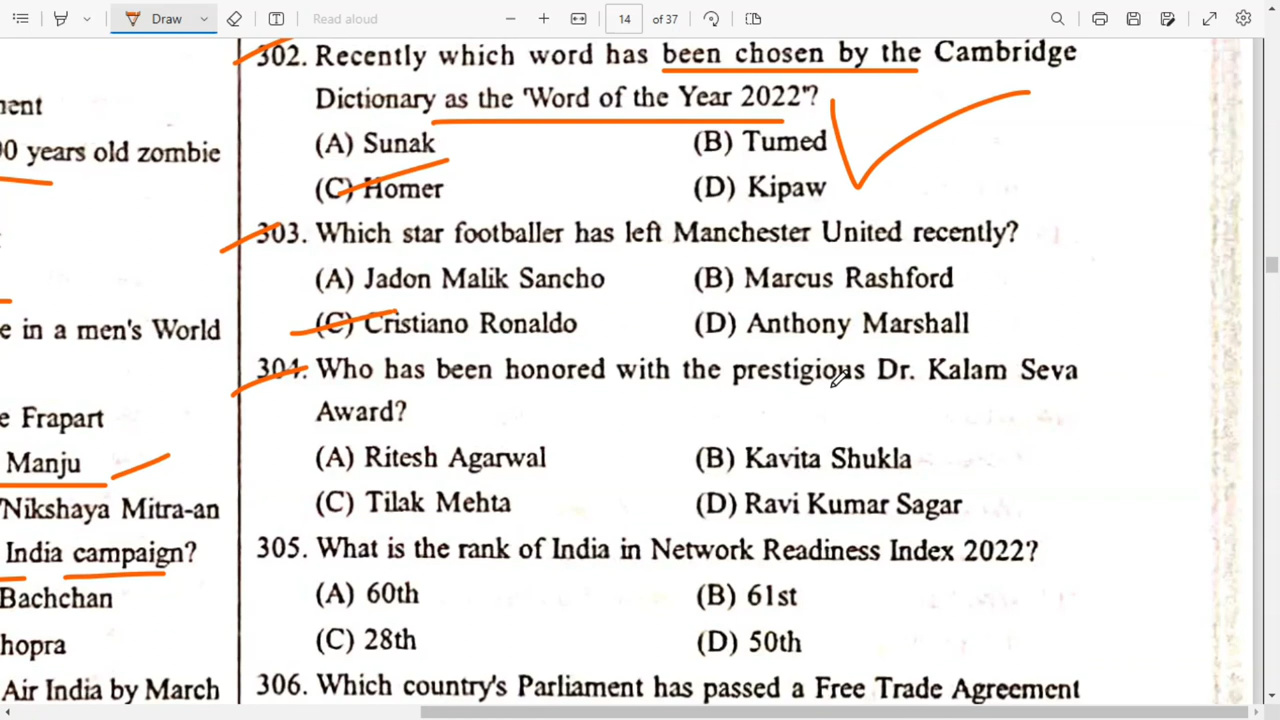 Draw
Read aloud
14 of 37
nent
00 years old zombie
e in a men's World
e Frapart
Manju
Nikshaya Mitra-an
India campaign?
Bachchan
hopra
Air India by March
302. Recently which word has been chosen by the Cambridge
Dictionary as the 'Word of the Year 2022'?
(A) Sunak (B) Tumed
(C) Homer (D) Kipaw
303. Which star footballer has left Manchester United recently?
(A) Jadon Malik Sancho (B) Marcus Rashford
(C) Cristiano Ronaldo (D) Anthony Marshall
304. Who has been honored with the prestigious Dr. Kalam Seva
Award?
(A) Ritesh Agarwal (B) Kavita Shukla
(C) Tilak Mehta (D) Ravi Kumar Sagar
305. What is the rank of India in Network Readiness Index 2022?
(A) 60th (B) 61st
(C) 28th (D) 50th
306. Which country's Parliament has passed a Free Trade Agreement